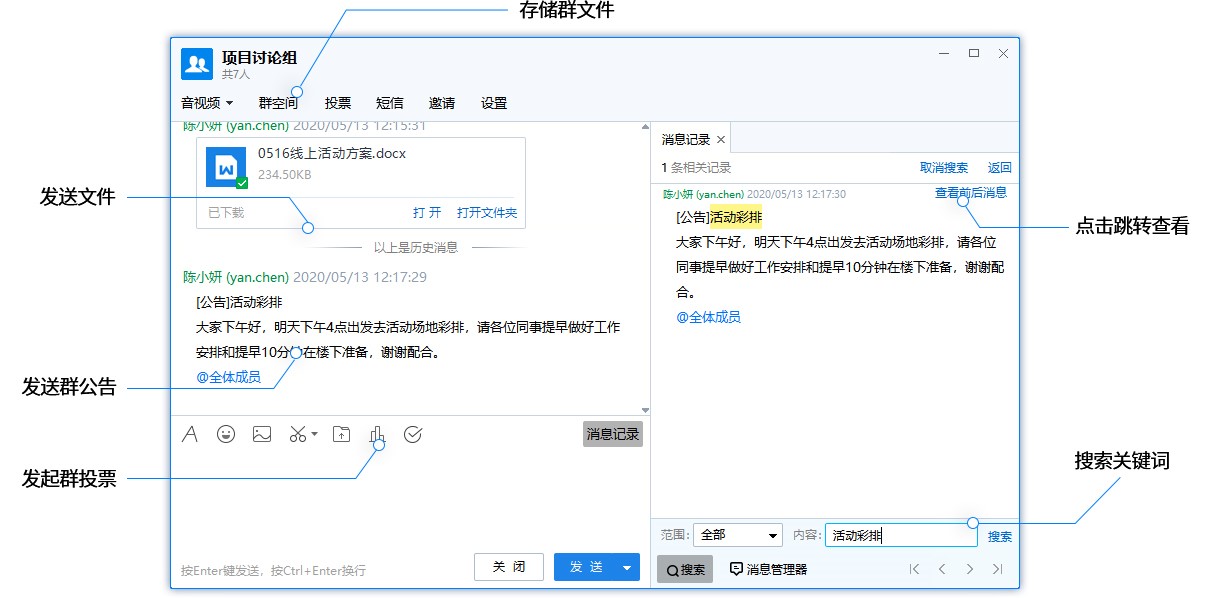 存储群文件
项目讨论组
共7人
音视频 群空间 投票 短信 邀请 设置
陈小妍 (yan.chen) 2020/05/13 12:15:31
0516线上活动方案.docx
234.50KB
已下载 打 开 打开文件夹
发送文件
以上是历史消息
陈小妍 (yan.chen) 2020/05/13 12:17:29
[公告]活动彩排
大家下午好，明天下午4点出发去活动场地彩排，请各位同事提早做好工作
安排和提早10分钟在楼下准备，谢谢配合。
@全体成员
发送群公告
消息记录
发起群投票
按Enter键发送，按Ctrl+Enter换行
关 闭 发 送
消息记录
1 条相关记录 取消搜索 返回
陈小妍 (yan.chen) 2020/05/13 12:17:30 查看前后消息
[公告]活动彩排
大家下午好，明天下午4点出发去活动场地彩排，请各位
同事提早做好工作安排和提早10分钟在楼下准备，谢谢配
合。
@全体成员
点击跳转查看
搜索关键词
范围: 全部 内容: 活动彩排 搜索
搜索 消息管理器